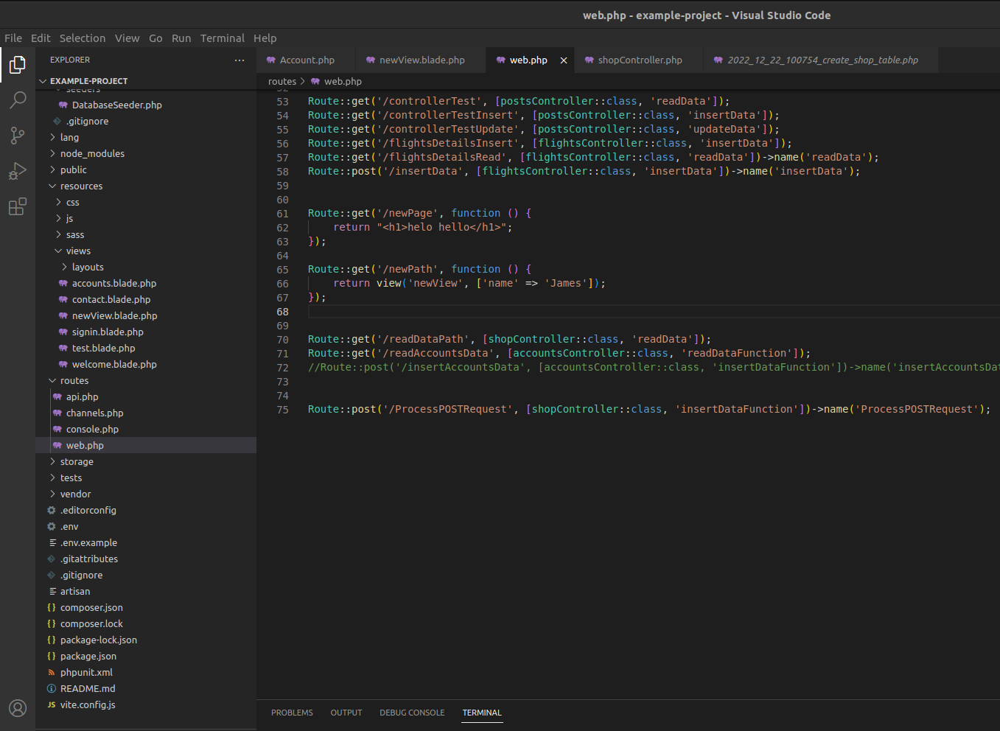 web.php - example-project - Visual Studio Code
File Edit Selection View Go Run Terminal Help
EXPLORER ...
Account.php newView.blade.php web.php shopController.php 2022_12_22_100754_create_shop_table.php
EXAMPLE-PROJECT
routes > web.php
seeders
DatabaseSeeder.php
.gitignore
lang
node_modules
public
resources
css
js
sass
views
layouts
accounts.blade.php
contact.blade.php
newView.blade.php
signin.blade.php
test.blade.php
welcome.blade.php
routes
api.php
channels.php
console.php
web.php
storage
tests
vendor
.editorconfig
.env
.env.example
.gitattributes
.gitignore
artisan
composer.json
composer.lock
package-lock.json
package.json
phpunit.xml
README.md
JS vite.config.js
52
53 Route::get('/controllerTest', [postsController::class, 'readData']);
54 Route::get('/controllerTestInsert', [postsController::class, 'insertData']);
55 Route::get('/controllerTestUpdate', [postsController::class, 'updateData']);
56 Route::get('/flightsDetailsInsert', [flightsController::class, 'insertData']);
57 Route::get('/flightsDetailsRead', [flightsController::class, 'readData'])->name('readData');
58 Route::post('/insertData', [flightsController::class, 'insertData'])->name('insertData');
59
60
61 Route::get('/newPage', function () {
62 return "<h1>helo hello</h1>";
63 });
64
65 Route::get('/newPath', function () {
66 return view('newView', ['name' => 'James']);
67 });
68
69
70 Route::get('/readDataPath', [shopController::class, 'readData']);
71 Route::get('/readAccountsData', [accountsController::class, 'readDataFunction']);
72 //Route::post('/insertAccountsData', [accountsController::class, 'insertDataFunction'])->name('insertAccountsDat
73
74
75 Route::post('/ProcessPOSTRequest', [shopController::class, 'insertDataFunction'])->name('ProcessPOSTRequest');
PROBLEMS OUTPUT DEBUG CONSOLE TERMINAL